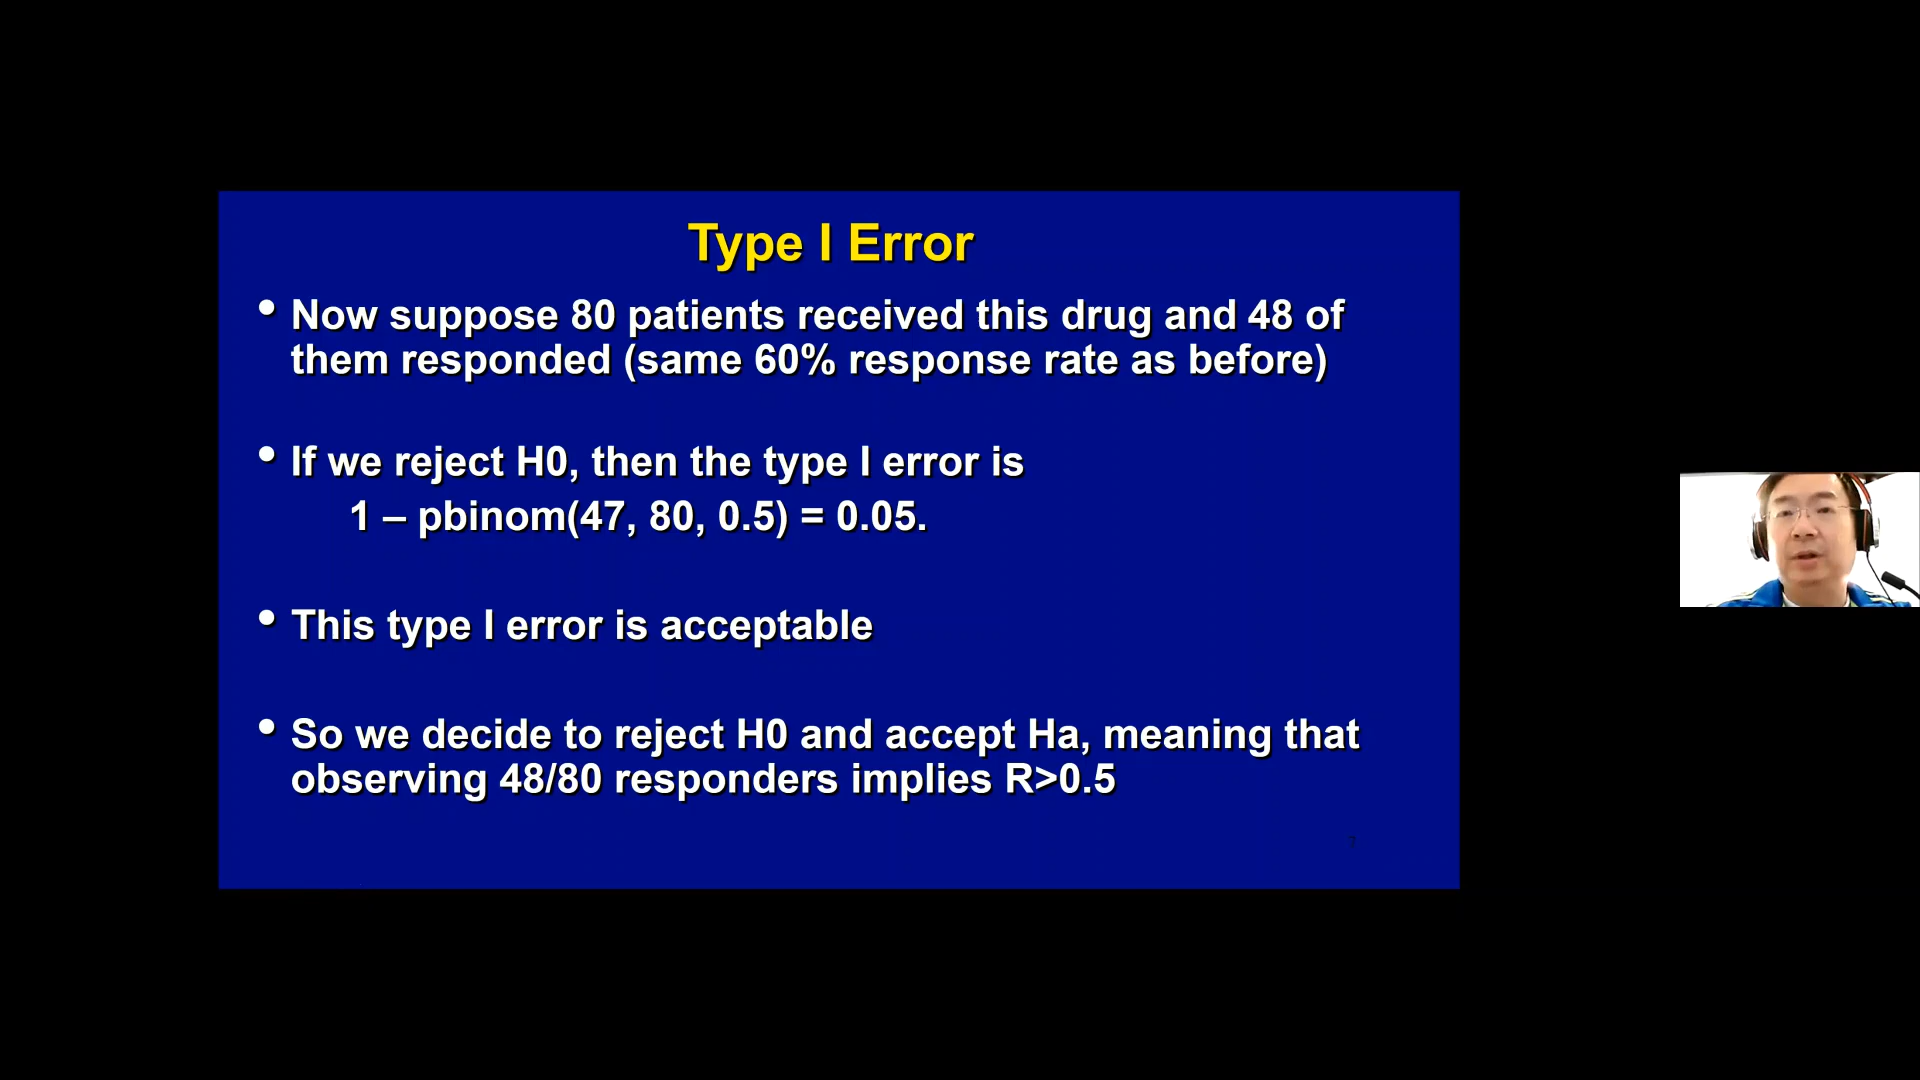 Type I Error
• Now suppose 80 patients received this drug and 48 of
them responded (same 60% response rate as before)
• If we reject H0, then the type I error is
1 – pbinom(47, 80, 0.5) = 0.05.
• This type I error is acceptable
• So we decide to reject H0 and accept Ha, meaning that
observing 48/80 responders implies R>0.5
7